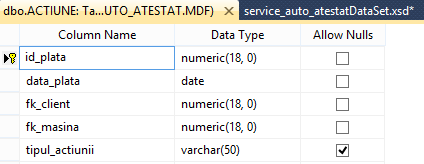 dbo.ACTIUNE: Ta...UTO_ATESTAT.MDF) service_auto_atestatDataSet.xsd*
Column Name Data Type Allow Nulls
id_plata numeric(18, 0)
data_plata date
fk_client numeric(18, 0)
fk_masina numeric(18, 0)
tipul_actiunii varchar(50)